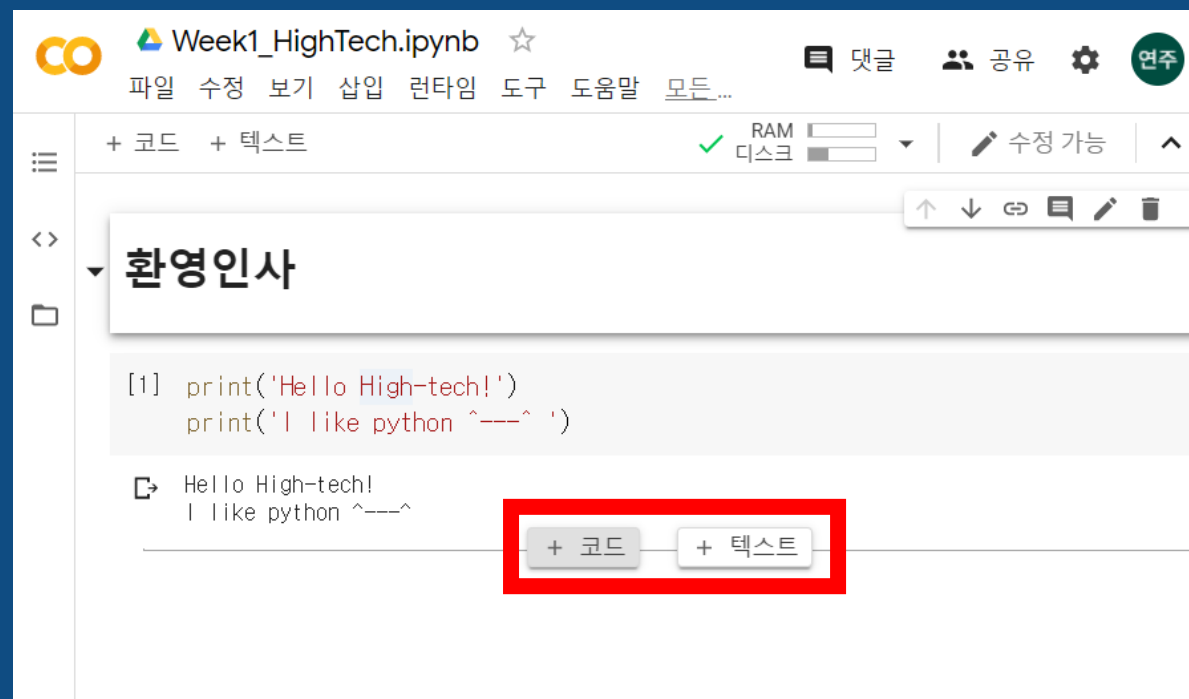 Week1_HighTech.ipynb
댓글 공유 연주
파일 수정 보기 삽입 런타임 도구 도움말 모든 ...
+ 코드 + 텍스트
RAM
디스크
수정 가능
환영인사
[1] print('Hello High-tech!')
print('I like python ^---^ ')
Hello High-tech!
I like python ^---^
+ 코드 + 텍스트